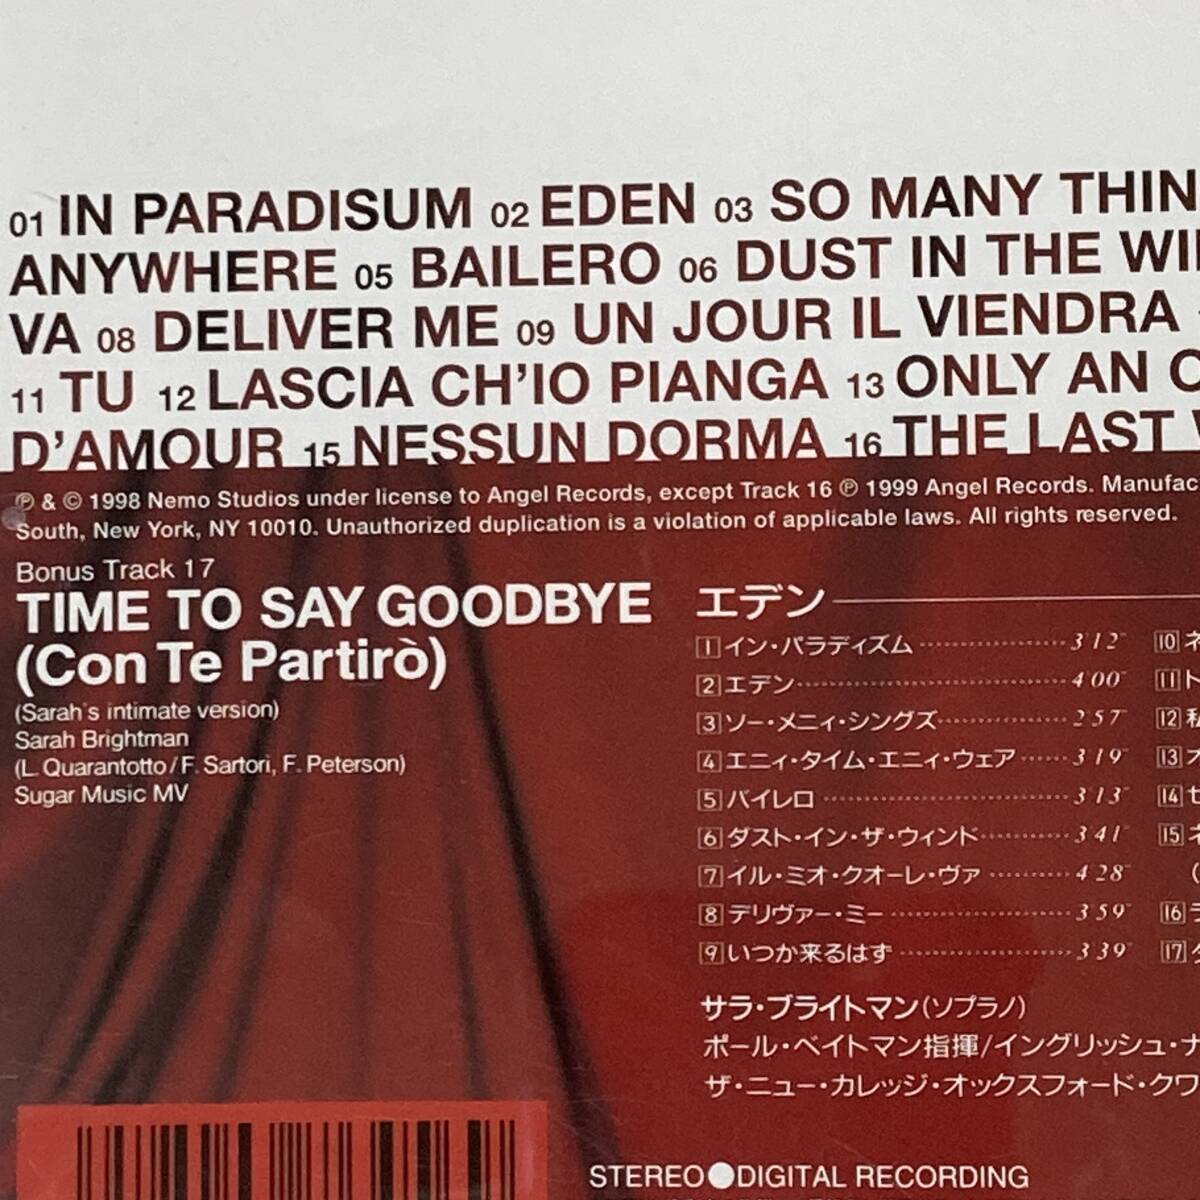 01 IN PARADISUM 02 EDEN 03 SO MANY THIN
ANYWHERE 05 BAILERO 06 DUST IN THE WI
VA 08 DELIVER ME 09 UN JOUR IL VIENDRA
11 TU 12 LASCIA CH'IO PIANGA 13 ONLY AN
D'AMOUR 15 NESSUN DORMA 16 THE LAST
℗ & © 1998 Nemo Studios under license to Angel Records, except Track 16 ℗ 1999 Angel Records. Manufac
South, New York, NY 10010. Unauthorized duplication is a violation of applicable laws. All rights reserved.
Bonus Track 17
TIME TO SAY GOODBYE
(Con Te Partirò)
(Sarah's intimate version)
Sarah Brightman
(L. Quarantotto/F. Sartori, F. Peterson)
Sugar Music MV
エデン
1 イン・パラディズム 3'12"
2 エデン 4'00"
3 ソー・メニィ・シングズ 2'57"
4 エニィ・タイム・エニィ・ウェア 3'19"
5 バイレロ 3'13"
6 ダスト・イン・ザ・ウィンド 3'41"
7 イル・ミオ・クオーレ・ヴァ 4'28"
8 デリヴァー・ミー 3'59"
9 いつか来るはず 3'39"
10 ネ
11 ト
12 私
13 オ
14 セ
15 ネ
(
16 ラ
17 タ
サラ・ブライトマン(ソプラノ)
ポール・ベイトマン指揮/イングリッシュ・ナ
ザ・ニュー・カレッジ・オックスフォード・クワ
STEREO●DIGITAL RECORDING